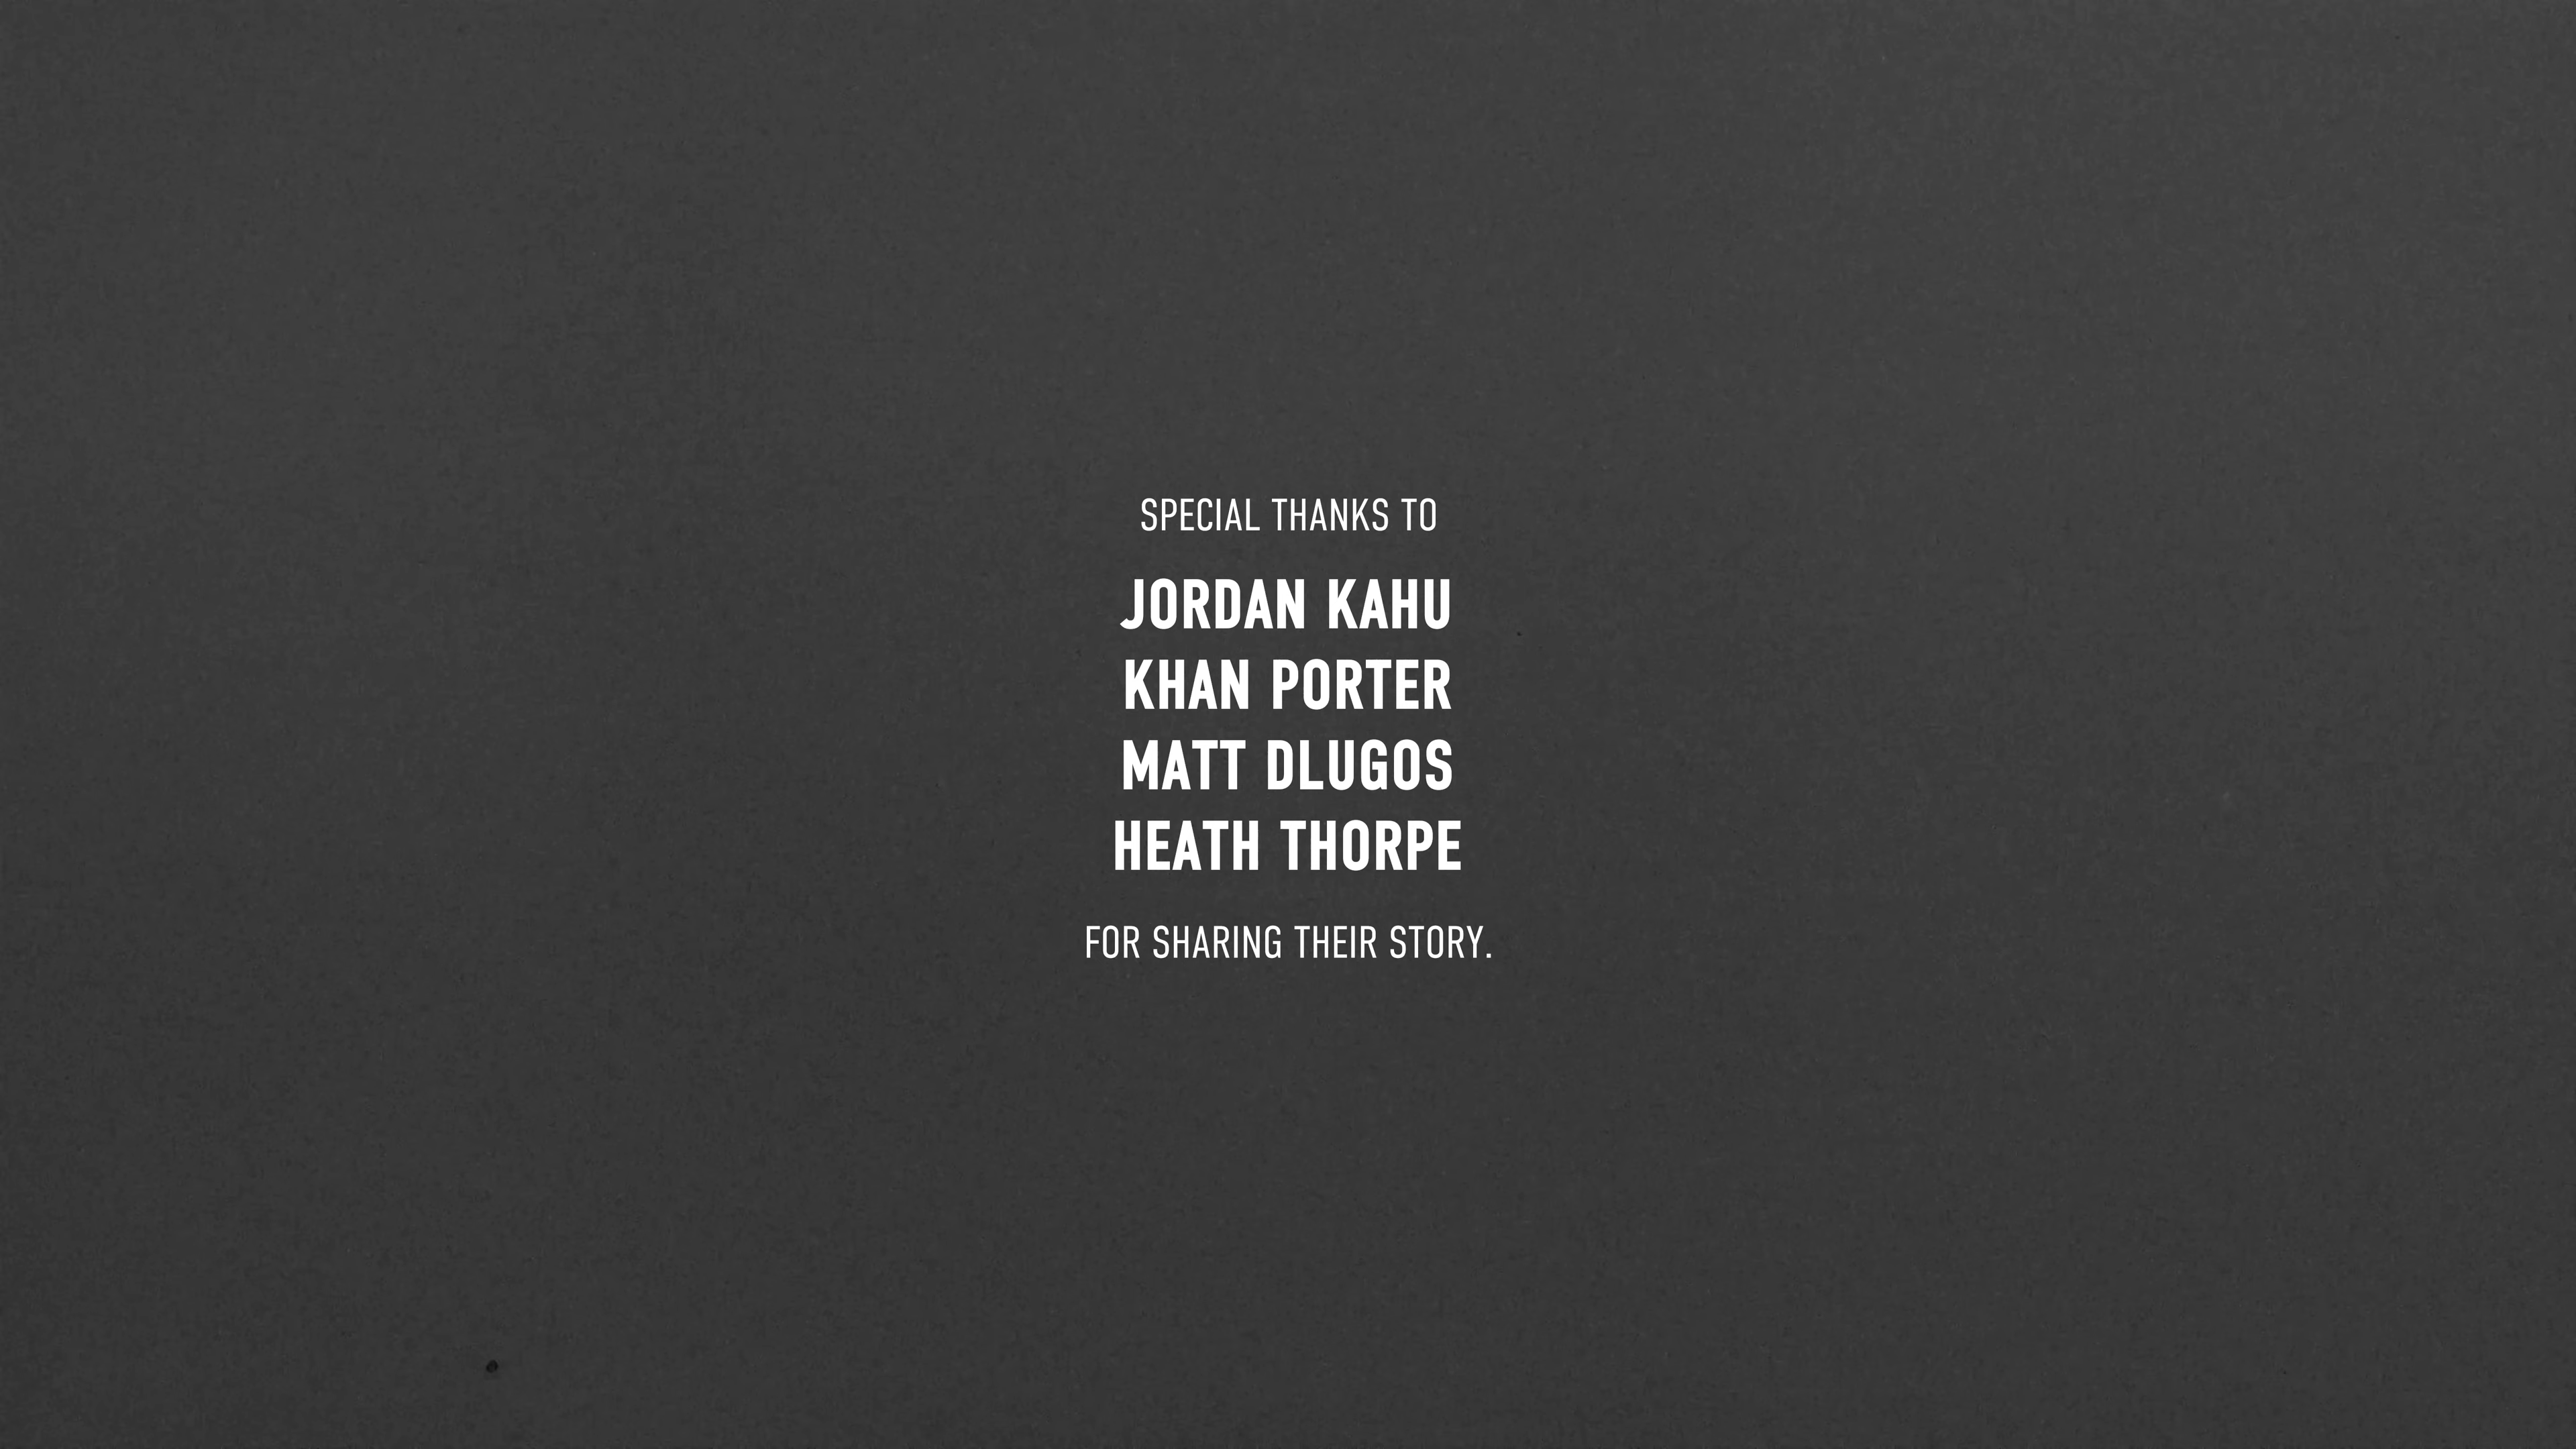 SPECIAL THANKS TO
JORDAN KAHU
KHAN PORTER
MATT DLUGOS
HEATH THORPE
FOR SHARING THEIR STORY.